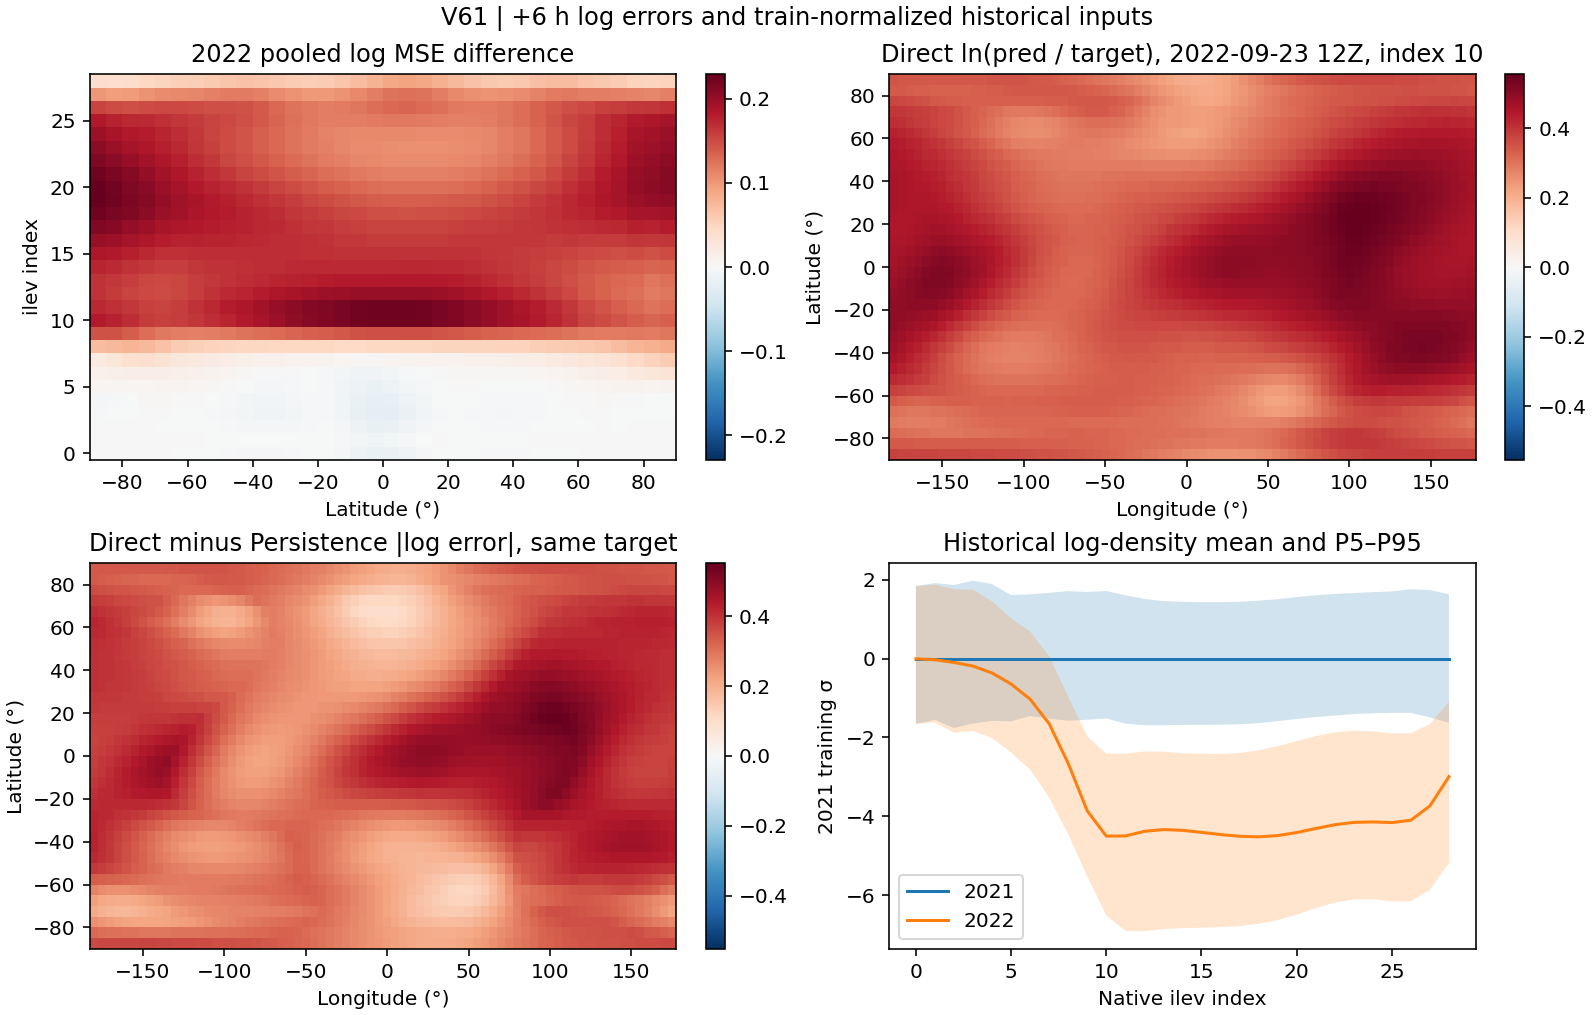 V61 | +6 h log errors and train-normalized historical inputs
2022 pooled log MSE difference
ilev index
25
20
15
10
5
0
−80 −60 −40 −20 0 20 40 60 80
Latitude (°)
0.2
0.1
0.0
−0.1
−0.2
Direct ln(pred / target), 2022-09-23 12Z, index 10
Latitude (°)
80
60
40
20
0
−20
−40
−60
−80
−150 −100 −50 0 50 100 150
Longitude (°)
0.4
0.2
0.0
−0.2
−0.4
Direct minus Persistence |log error|, same target
Latitude (°)
80
60
40
20
0
−20
−40
−60
−80
−150 −100 −50 0 50 100 150
Longitude (°)
0.4
0.2
0.0
−0.2
−0.4
Historical log-density mean and P5–P95
2021 training σ
2
0
−2
−4
−6
2021
2022
0 5 10 15 20 25
Native ilev index